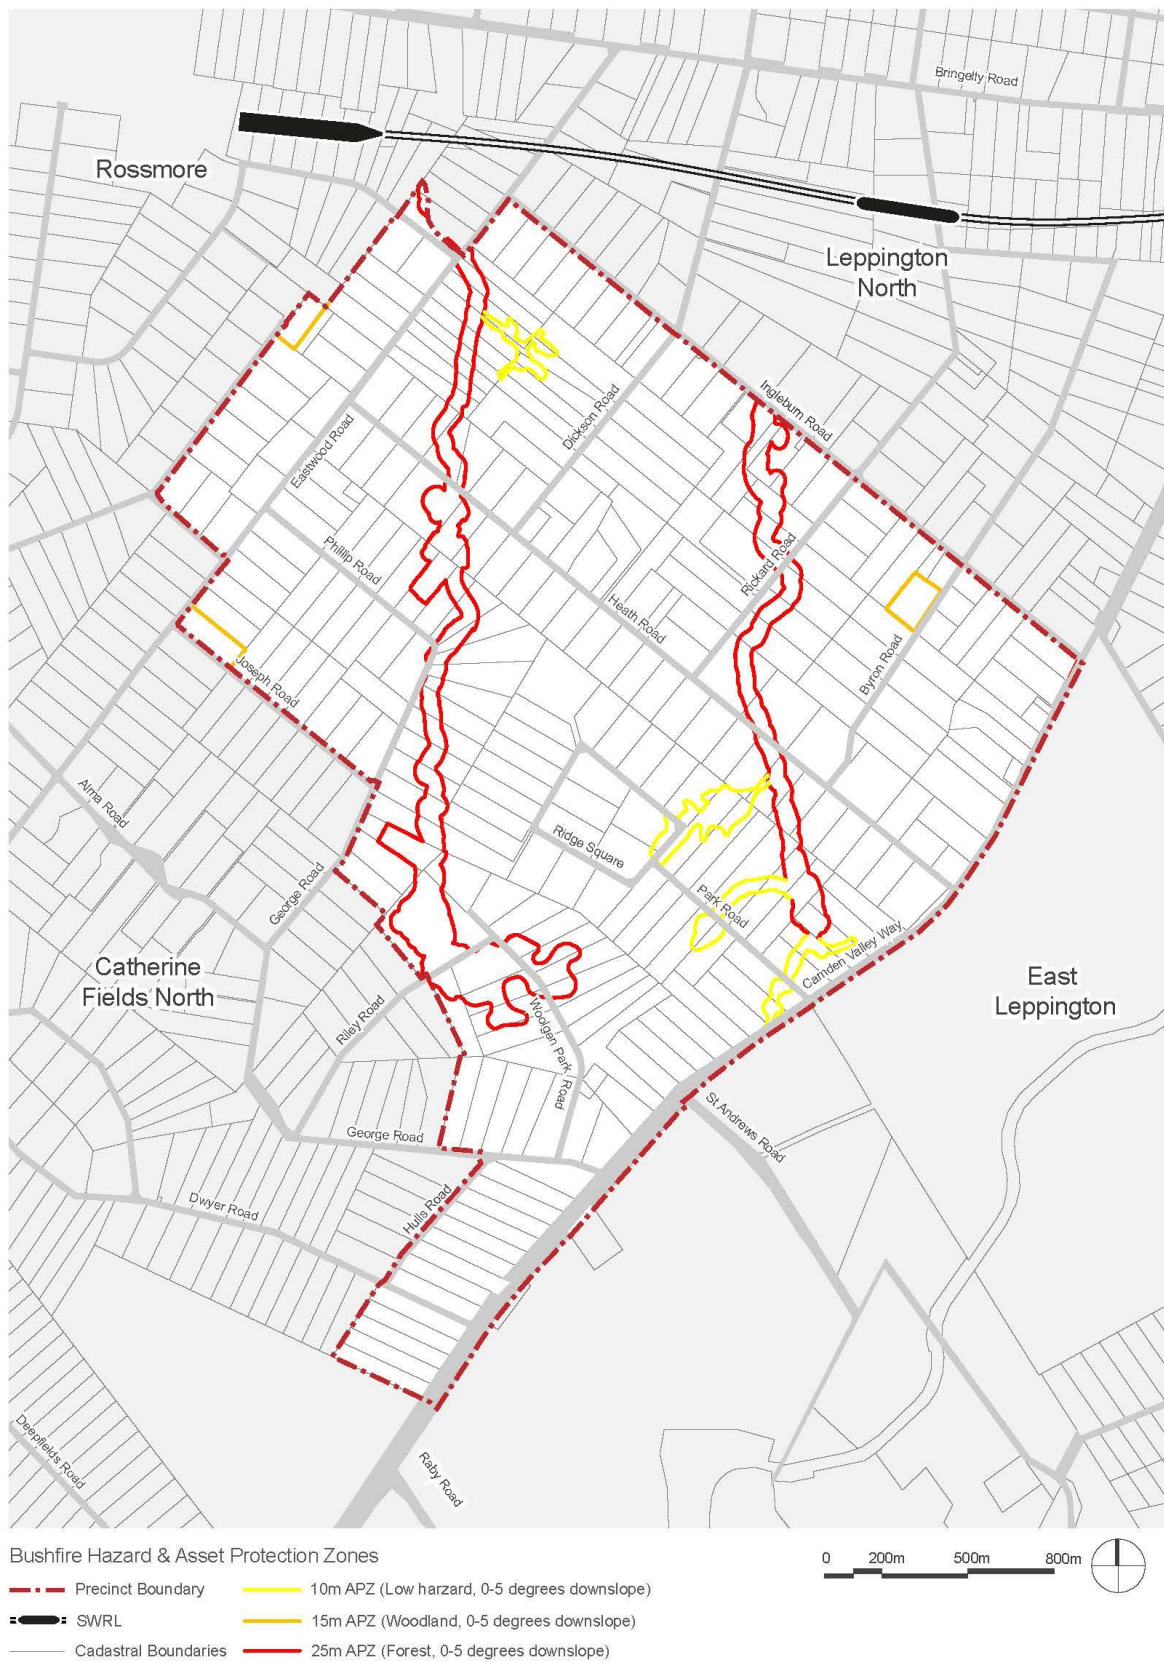 Bringelly Road
Rossmore
Leppington
North
Ingleburn Road
Dickson Road
Eastwood Road
Phillip Road
Rickard Road
Heath Road
Byron Road
Joseph Road
Alma Road
Ridge Square
George Road
Park Road
Camden Valley Way
Catherine
Fields North
East
Leppington
Riley Road
Woolgen Park
Road
St Andrews Road
George Road
Hulls Road
Dwyer Road
Deepfields Road
Raby Road
Bushfire Hazard & Asset Protection Zones
Precinct Boundary
SWRL
Cadastral Boundaries
10m APZ (Low harzard, 0-5 degrees downslope)
15m APZ (Woodland, 0-5 degrees downslope)
25m APZ (Forest, 0-5 degrees downslope)
0 200m 500m 800m